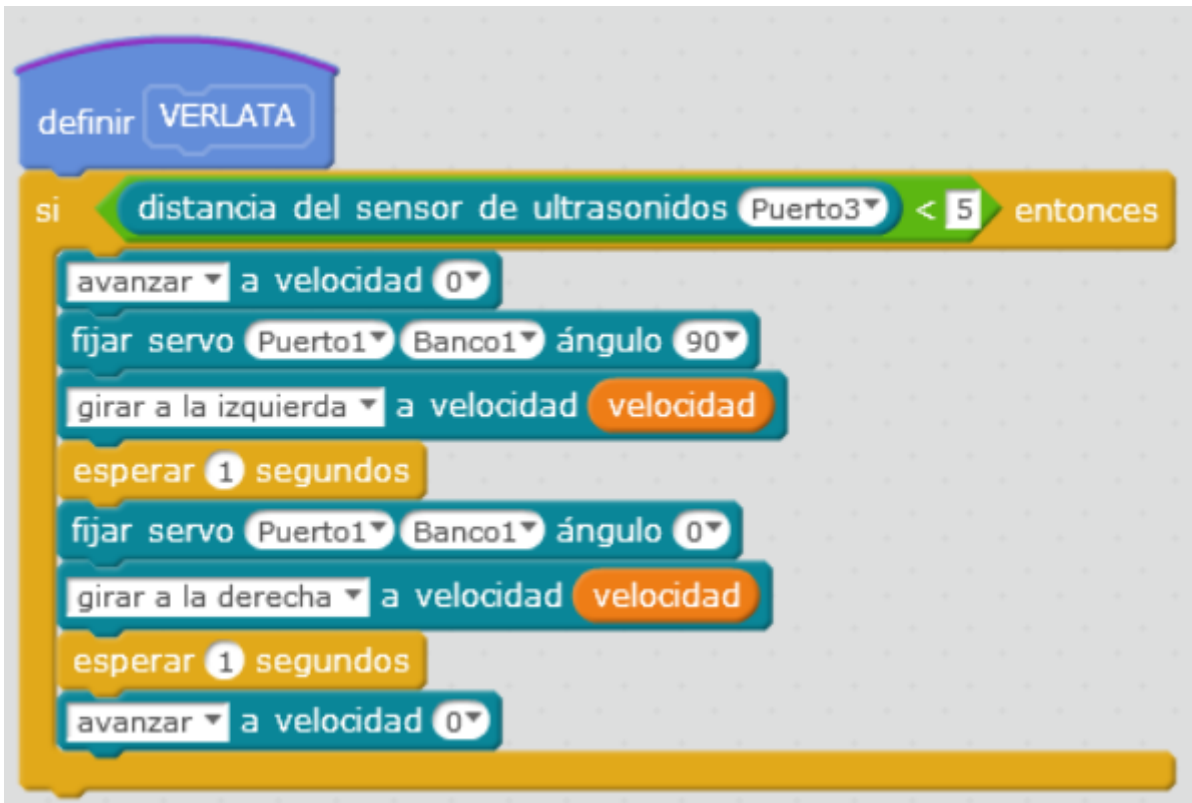 definir VERLATA
si distancia del sensor de ultrasonidos Puerto3 < 5 entonces
avanzar a velocidad 0
fijar servo Puerto1 Banco1 ángulo 90
girar a la izquierda a velocidad velocidad
esperar 1 segundos
fijar servo Puerto1 Banco1 ángulo 0
girar a la derecha a velocidad velocidad
esperar 1 segundos
avanzar a velocidad 0